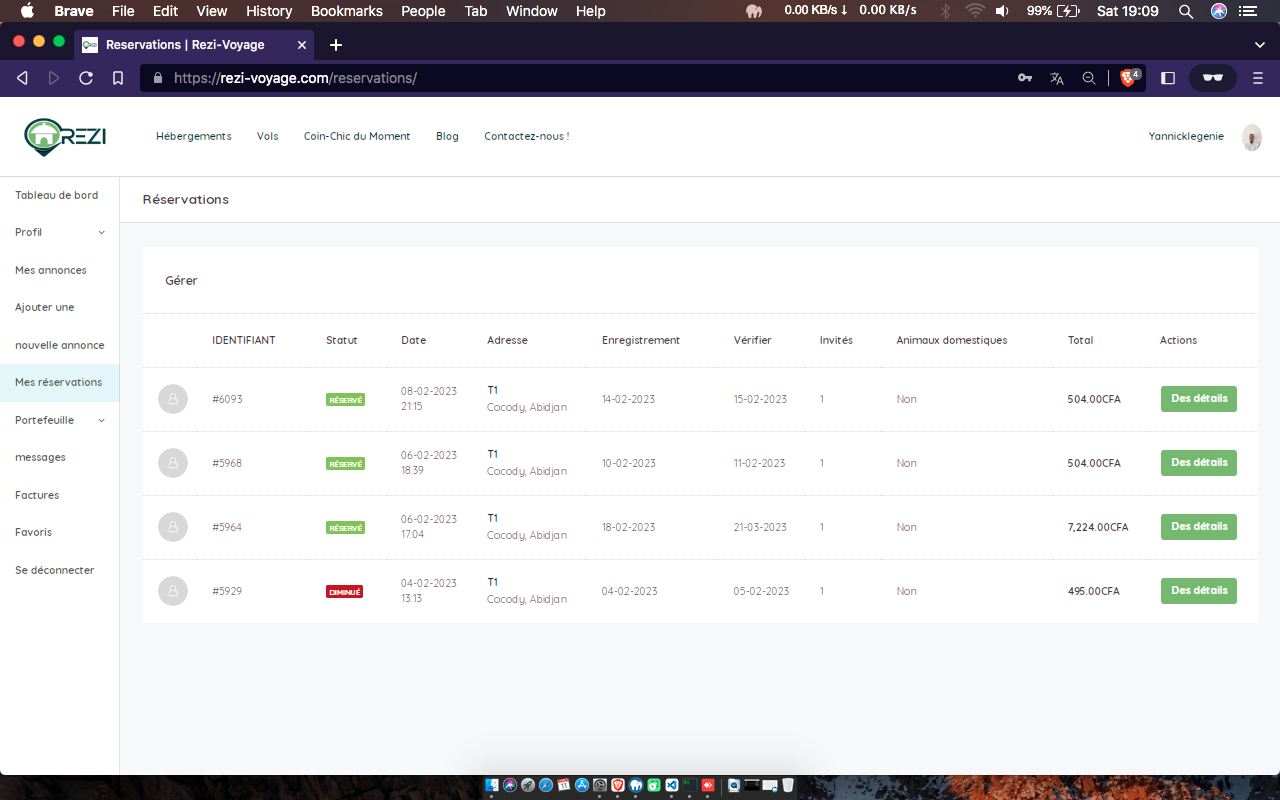 Brave File Edit View History Bookmarks People Tab Window Help 0.00 KB/s ↓ 0.00 KB/s 99% Sat 19:09
Reservations | Rezi-Voyage
https://rezi-voyage.com/reservations/ 4
REZI Hébergements Vols Coin-Chic du Moment Blog Contactez-nous ! Yannicklegenie
Tableau de bord
Profil
Mes annonces
Ajouter une
nouvelle annonce
Mes réservations
Portefeuille
messages
Factures
Favoris
Se déconnecter
Réservations
Gérer
IDENTIFIANT Statut Date Adresse Enregistrement Vérifier Invités Animaux domestiques Total Actions
#6093 RÉSERVÉ 08-02-2023 21:15 T1 Cocody, Abidjan 14-02-2023 15-02-2023 1 Non 504.00CFA Des détails
#5968 RÉSERVÉ 06-02-2023 18:39 T1 Cocody, Abidjan 10-02-2023 11-02-2023 1 Non 504.00CFA Des détails
#5964 RÉSERVÉ 06-02-2023 17:04 T1 Cocody, Abidjan 18-02-2023 21-03-2023 1 Non 7,224.00CFA Des détails
#5929 DIMINUÉ 04-02-2023 13:13 T1 Cocody, Abidjan 04-02-2023 05-02-2023 1 Non 495.00CFA Des détails